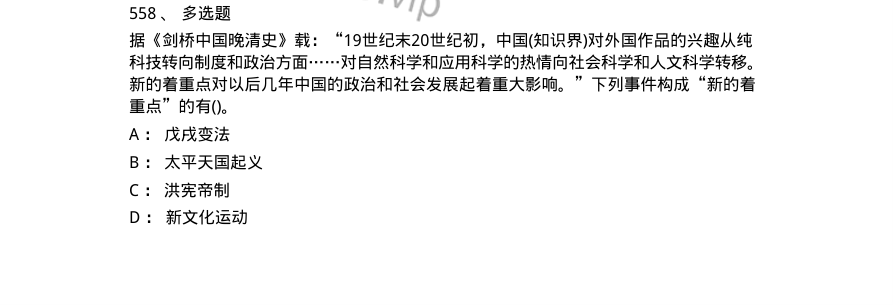 .vip
558 、 多选题
据《剑桥中国晚清史》载：“19世纪末20世纪初，中国(知识界)对外国作品的兴趣从纯
科技转向制度和政治方面……对自然科学和应用科学的热情向社会科学和人文科学转移。
新的着重点对以后几年中国的政治和社会发展起着重大影响。”下列事件构成“新的着
重点”的有()。
A ： 戊戌变法
B ： 太平天国起义
C ： 洪宪帝制
D ： 新文化运动